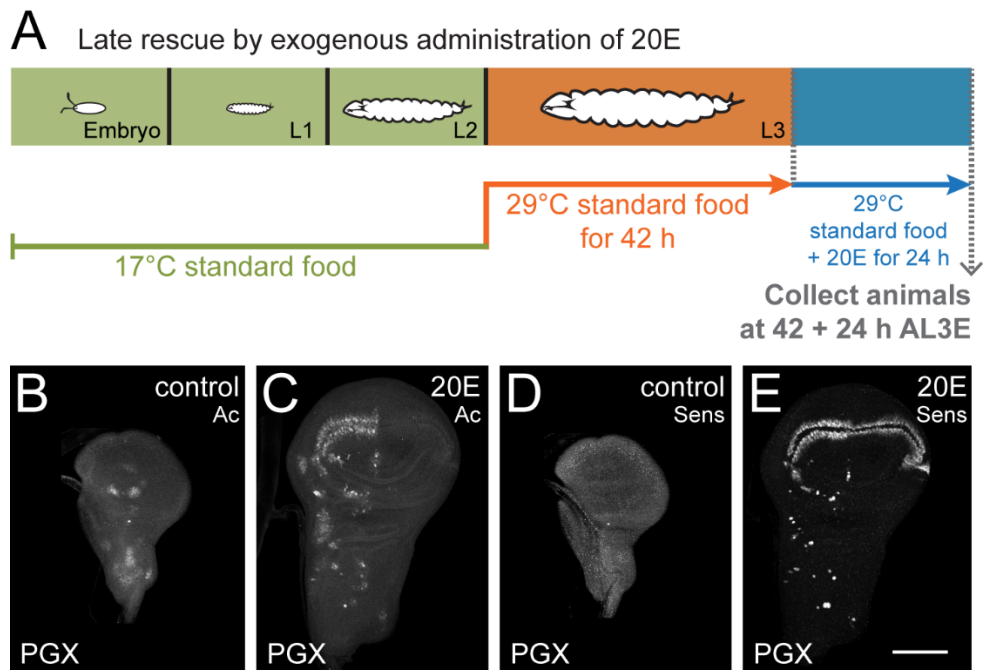 A Late rescue by exogenous administration of 20E
Embryo
L1
L2
L3
17°C standard food
29°C standard food
for 42 h
29°C
standard food
+ 20E for 24 h
Collect animals
at 42 + 24 h AL3E
B control
Ac
PGX
C 20E
Ac
PGX
D control
Sens
PGX
E 20E
Sens
PGX